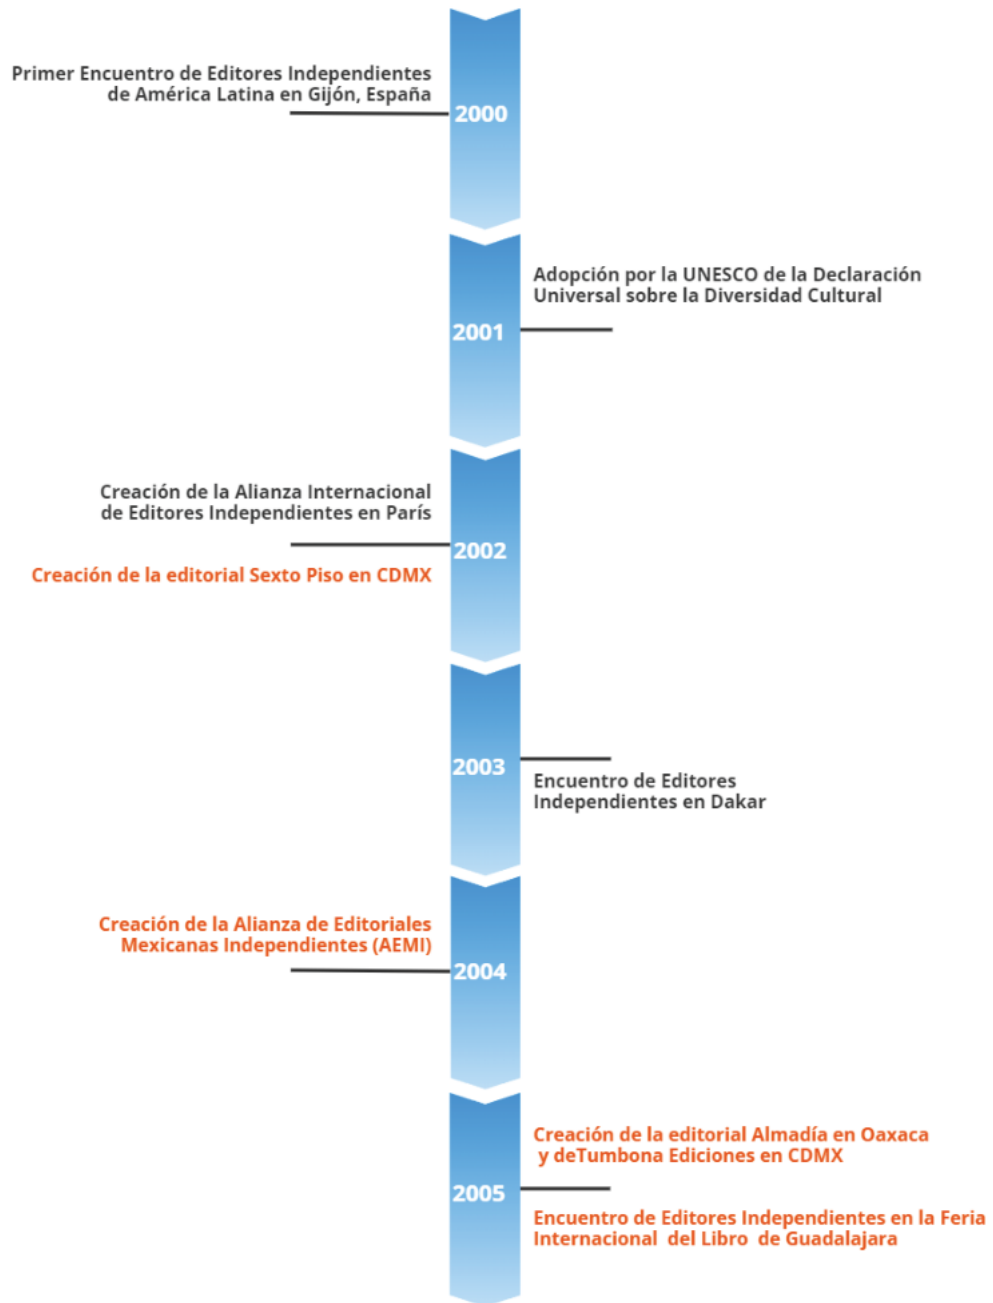 Primer Encuentro de Editores Independientes
de América Latina en Gijón, España
2000
Adopción por la UNESCO de la Declaración
Universal sobre la Diversidad Cultural
2001
Creación de la Alianza Internacional
de Editores Independientes en París
2002
Creación de la editorial Sexto Piso en CDMX
2003
Encuentro de Editores
Independientes en Dakar
Creación de la Alianza de Editoriales
Mexicanas Independientes (AEMI)
2004
Creación de la editorial Almadía en Oaxaca
y deTumbona Ediciones en CDMX
2005
Encuentro de Editores Independientes en la Feria
Internacional del Libro de Guadalajara